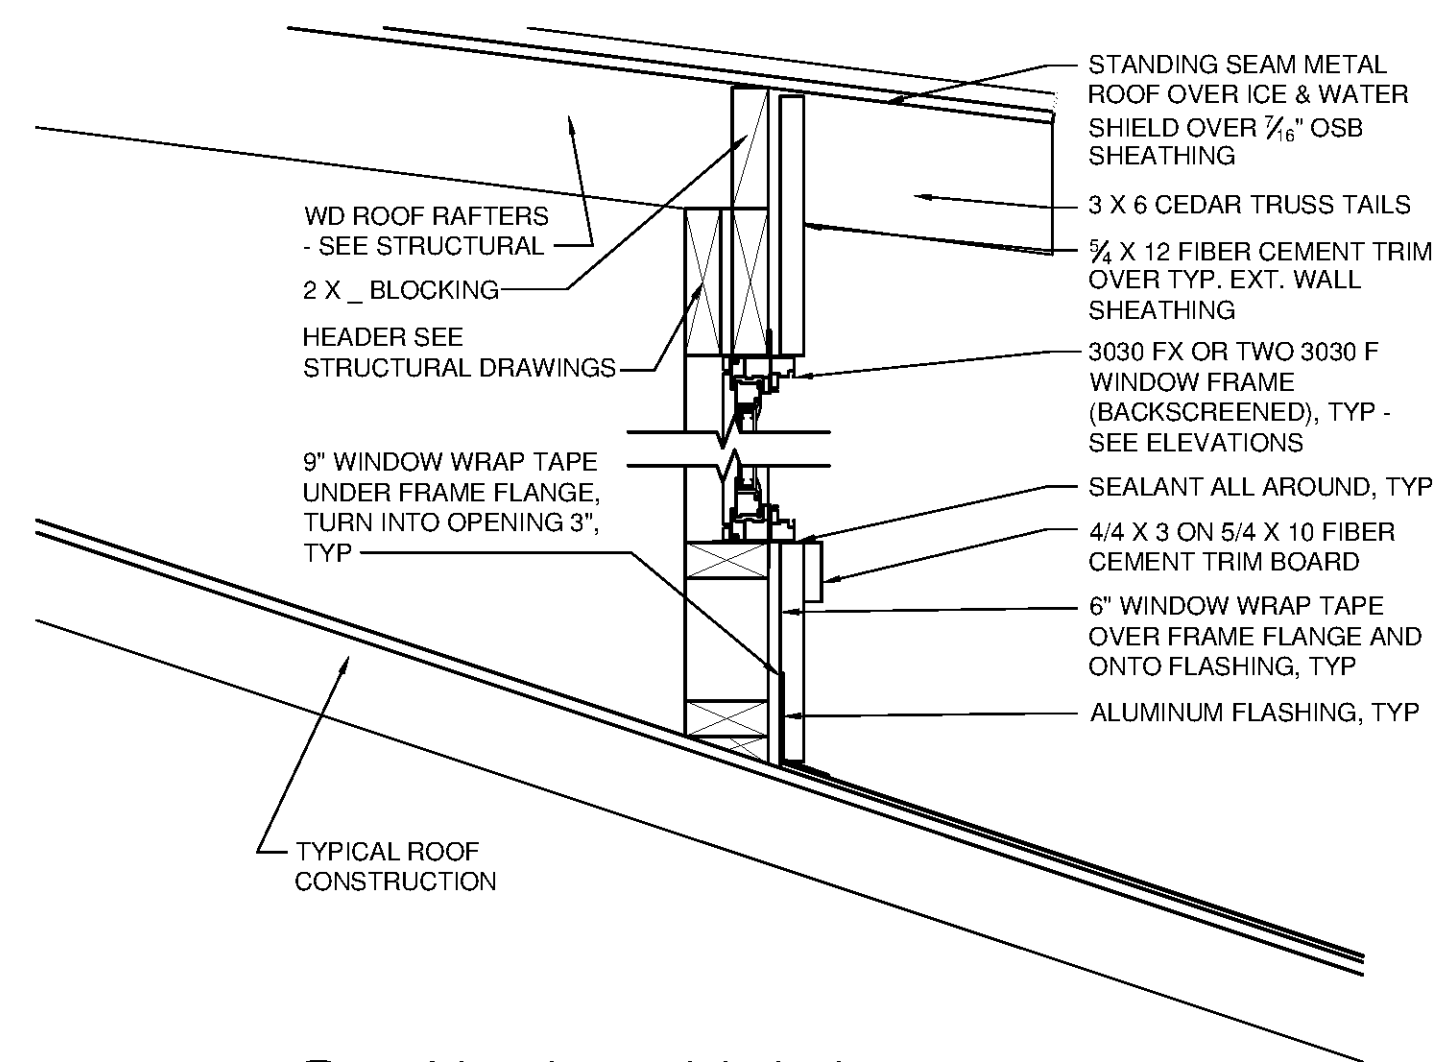 STANDING SEAM METAL
ROOF OVER ICE & WATER
SHIELD OVER 7/16" OSB
SHEATHING
3 X 6 CEDAR TRUSS TAILS
5/4 X 12 FIBER CEMENT TRIM
OVER TYP. EXT. WALL
SHEATHING
3030 FX OR TWO 3030 F
WINDOW FRAME
(BACKSCREENED), TYP -
SEE ELEVATIONS
SEALANT ALL AROUND, TYP
4/4 X 3 ON 5/4 X 10 FIBER
CEMENT TRIM BOARD
6" WINDOW WRAP TAPE
OVER FRAME FLANGE AND
ONTO FLASHING, TYP
ALUMINUM FLASHING, TYP
WD ROOF RAFTERS
- SEE STRUCTURAL
2 X _ BLOCKING
HEADER SEE
STRUCTURAL DRAWINGS
9" WINDOW WRAP TAPE
UNDER FRAME FLANGE,
TURN INTO OPENING 3",
TYP
TYPICAL ROOF
CONSTRUCTION